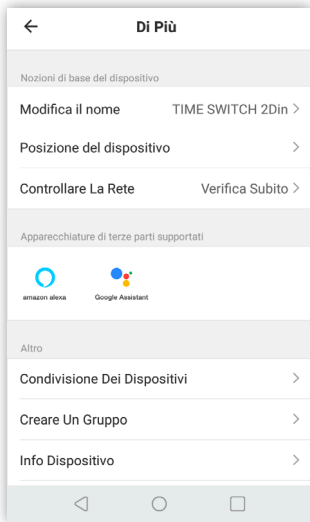 Di Più
Nozioni di base del dispositivo
Modifica il nome TIME SWITCH 2Din
Posizione del dispositivo
Controllare La Rete Verifica Subito
Apparecchiature di terze parti supportati
amazon alexa Google Assistant
Altro
Condivisione Dei Dispositivi
Creare Un Gruppo
Info Dispositivo